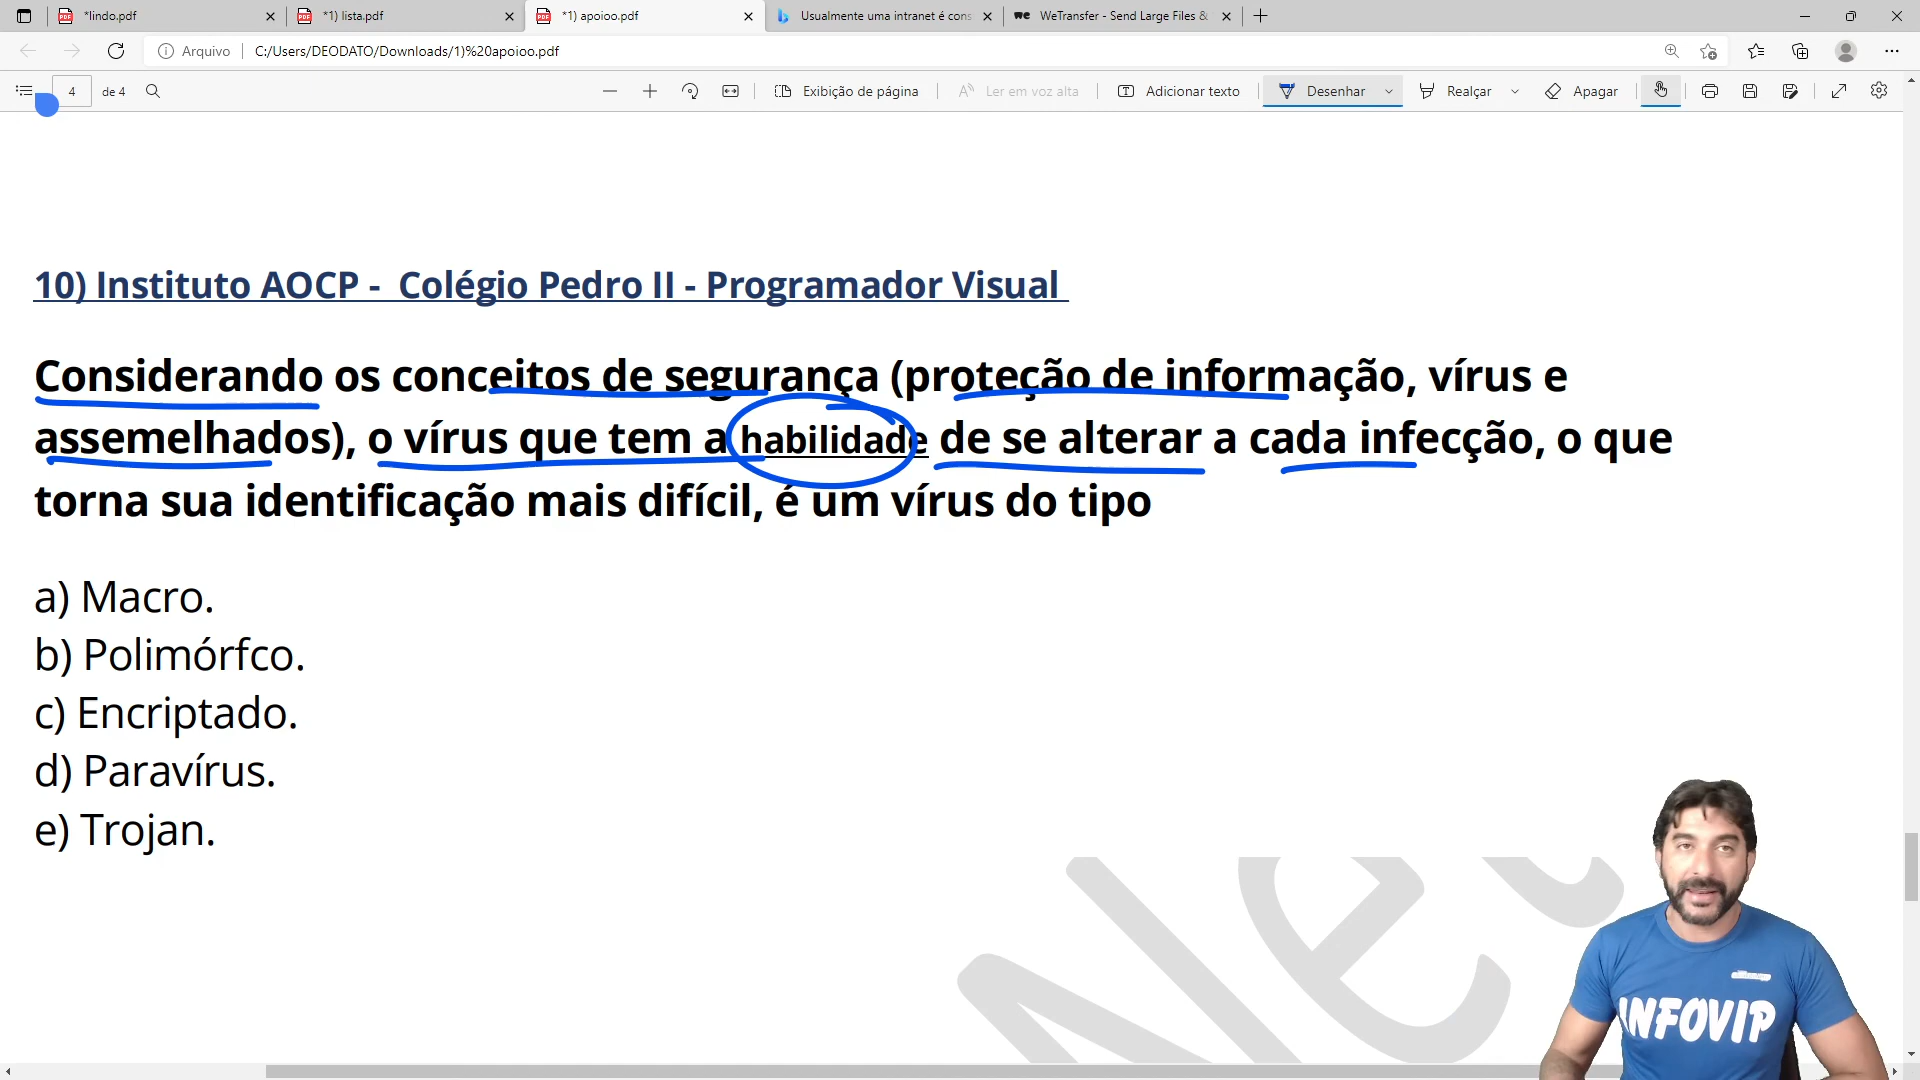 *lindo.pdf
*1) lista.pdf
*1) apoioo.pdf
Usualmente uma intranet é cons
WeTransfer - Send Large Files &
Arquivo
C:/Users/DEODATO/Downloads/1)%20apoioo.pdf
4
de 4
Exibição de página
Ler em voz alta
Adicionar texto
Desenhar
Realçar
Apagar
10) Instituto AOCP - Colégio Pedro II - Programador Visual
Considerando os conceitos de segurança (proteção de informação, vírus e
assemelhados), o vírus que tem a habilidade de se alterar a cada infecção, o que
torna sua identificação mais difícil, é um vírus do tipo
a) Macro.
b) Polimórfco.
c) Encriptado.
d) Paravírus.
e) Trojan.
INFOVIP